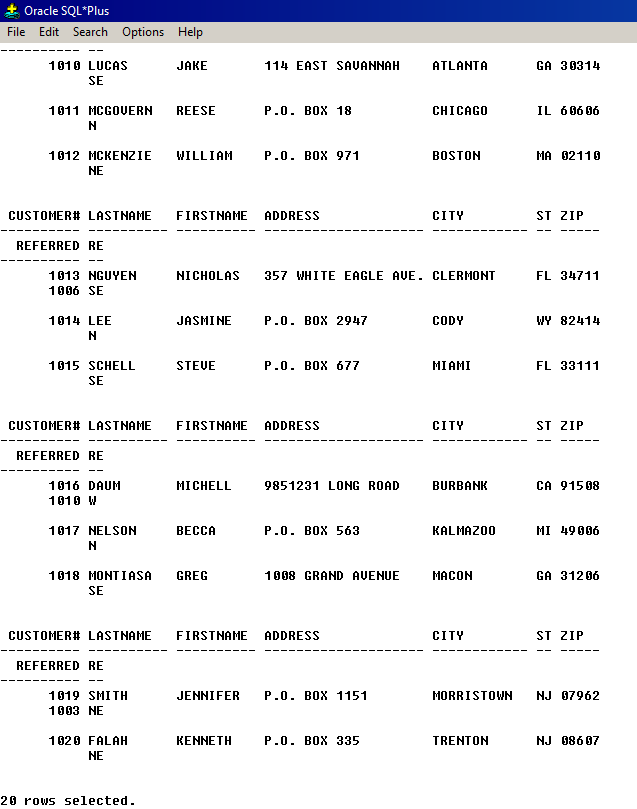 Oracle SQL*Plus
File Edit Search Options Help
---------- --
      1010 LUCAS      JAKE       114 EAST SAVANNAH    ATLANTA      GA 30314
           SE
      1011 MCGOVERN   REESE      P.O. BOX 18          CHICAGO      IL 60606
           N
      1012 MCKENZIE   WILLIAM    P.O. BOX 971         BOSTON       MA 02110
           NE
 CUSTOMER# LASTNAME   FIRSTNAME  ADDRESS              CITY         ST ZIP
---------- ---------- ---------- -------------------- ------------ -- -----
  REFERRED RE
---------- --
      1013 NGUYEN     NICHOLAS   357 WHITE EAGLE AVE. CLERMONT     FL 34711
      1006 SE
      1014 LEE        JASMINE    P.O. BOX 2947        CODY         WY 82414
           N
      1015 SCHELL     STEVE      P.O. BOX 677         MIAMI        FL 33111
           SE
 CUSTOMER# LASTNAME   FIRSTNAME  ADDRESS              CITY         ST ZIP
---------- ---------- ---------- -------------------- ------------ -- -----
  REFERRED RE
---------- --
      1016 DAUM       MICHELL    9851231 LONG ROAD    BURBANK      CA 91508
      1010 W
      1017 NELSON     BECCA      P.O. BOX 563         KALMAZOO     MI 49006
           N
      1018 MONTIASA   GREG       1008 GRAND AVENUE    MACON        GA 31206
           SE
 CUSTOMER# LASTNAME   FIRSTNAME  ADDRESS              CITY         ST ZIP
---------- ---------- ---------- -------------------- ------------ -- -----
  REFERRED RE
---------- --
      1019 SMITH      JENNIFER   P.O. BOX 1151        MORRISTOWN   NJ 07962
      1003 NE
      1020 FALAH      KENNETH    P.O. BOX 335         TRENTON      NJ 08607
           NE
20 rows selected.